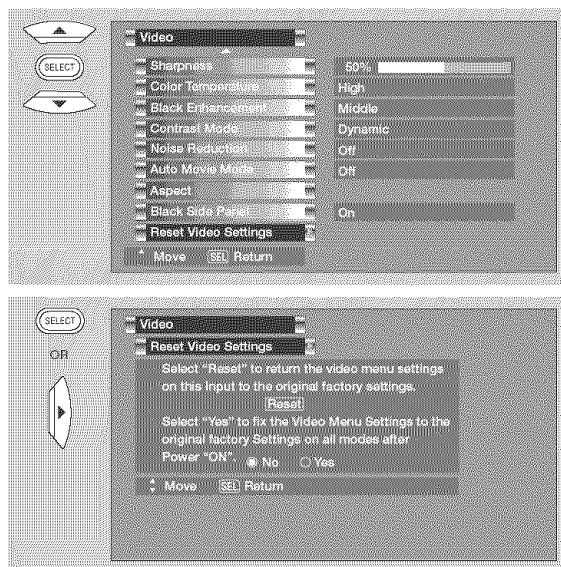 Video
SELECT
Sharpness 50%
Color Temperature High
Black Enhancement Middle
Contrast Mode Dynamic
Noise Reduction Off
Auto Movie Mode Off
Aspect
Black Side Panel On
Reset Video Settings
Move SEL Return
SELECT
OR
Video
Reset Video Settings
Select “Reset” to return the video menu settings
on this Input to the original factory settings.
Reset
Select “Yes” to fix the Video Menu Settings to the
original factory Settings on all modes after
Power “ON”. No Yes
Move SEL Return